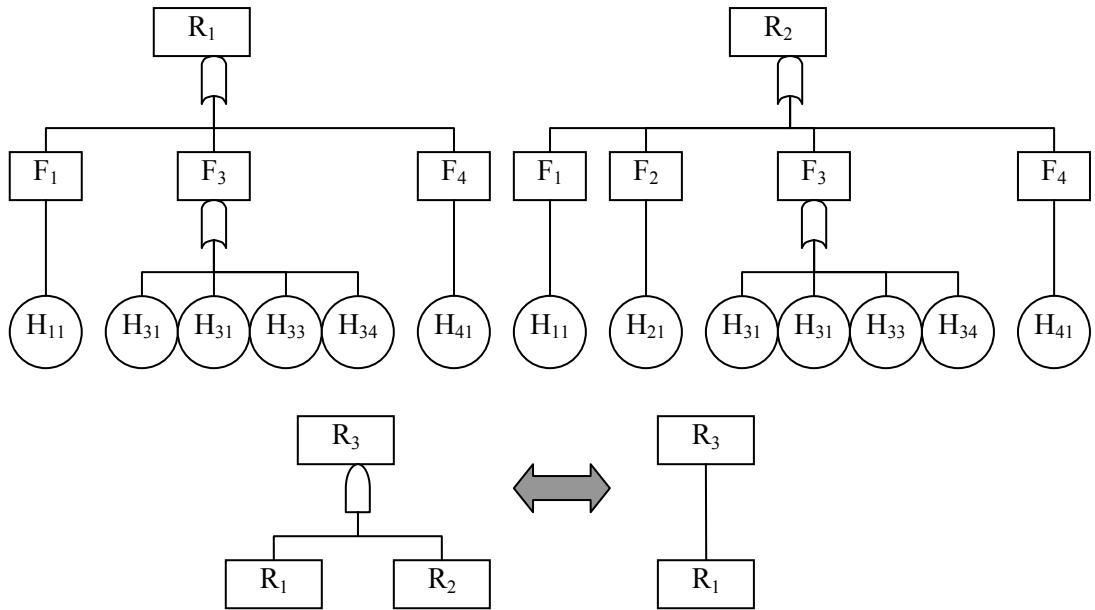 R₁ R₂
F₁ F₃ F₄ F₁ F₂ F₃ F₄
H₁₁ H₃₁ H₃₁ H₃₃ H₃₄ H₄₁ H₁₁ H₂₁ H₃₁ H₃₁ H₃₃ H₃₄ H₄₁
R₃ R₃
R₁ R₂ R₁